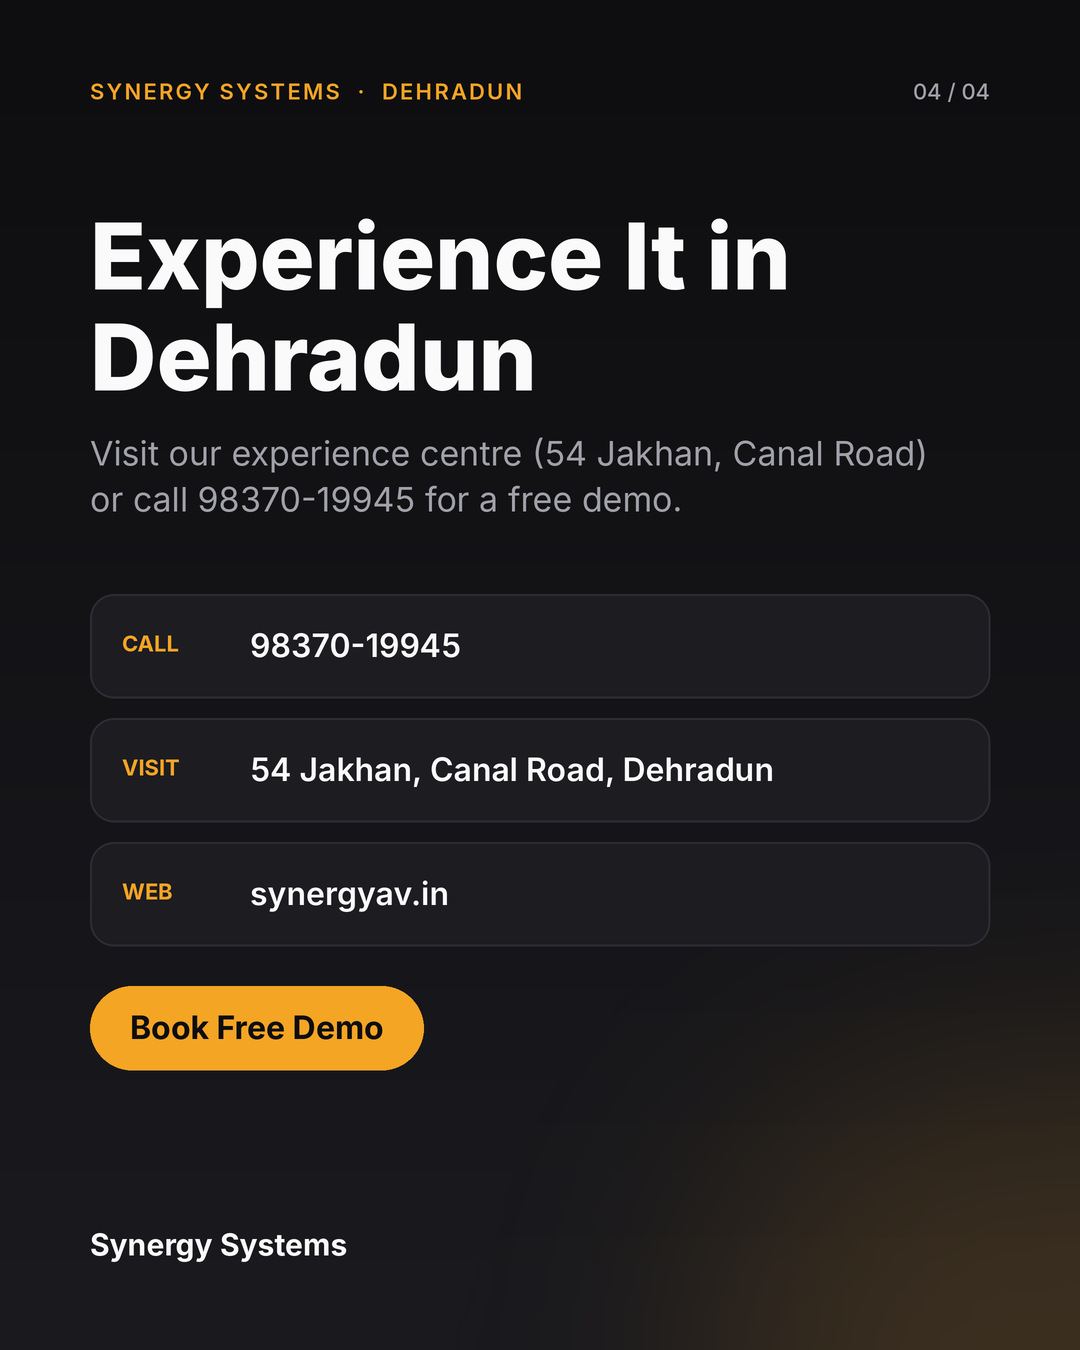 SYNERGY SYSTEMS · DEHRADUN
04 / 04
Experience It in
Dehradun
Visit our experience centre (54 Jakhan, Canal Road)
or call 98370-19945 for a free demo.
CALL 98370-19945
VISIT 54 Jakhan, Canal Road, Dehradun
WEB synergyav.in
Book Free Demo
Synergy Systems